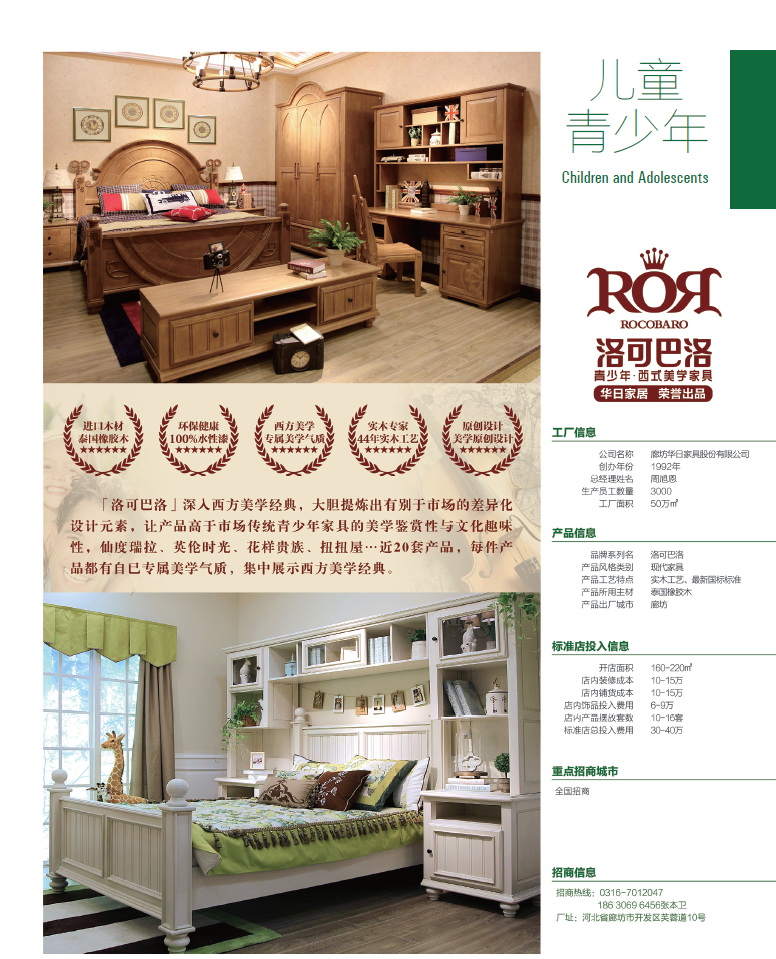 儿童
青少年
Children and Adolescents
ROR
ROCOBARO
洛可巴洛
青少年·西式美学家具
华日家居 荣誉出品
进口木材
泰国橡胶木
环保健康
100%水性漆
西方美学
专属美学气质
实木专家
44年实木工艺
原创设计
美学原创设计
「洛可巴洛」深入西方美学经典，大胆提炼出有别于市场的差异化
设计元素，让产品高于市场传统青少年家具的美学鉴赏性与文化趣味
性，仙度瑞拉、英伦时光、花样贵族、扭扭屋…近20套产品，每件产
品都有自已专属美学气质，集中展示西方美学经典。
工厂信息
公司名称 廊坊华日家具股份有限公司
创办年份 1992年
总经理姓名 周旭恩
生产员工数量 3000
工厂面积 50万㎡
产品信息
品牌系列名 洛可巴洛
产品风格类别 现代家具
产品工艺特点 实木工艺、最新国标标准
产品所用主材 泰国橡胶木
产品出厂城市 廊坊
标准店投入信息
开店面积 160-220㎡
店内装修成本 10-15万
店内铺货成本 10-15万
店内饰品投入费用 6-9万
店内产品摆放套数 10-16套
标准店总投入费用 30-40万
重点招商城市
全国招商
招商信息
招商热线：0316-7012047
186 3069 6456张本卫
厂址：河北省廊坊市开发区芙蓉道10号